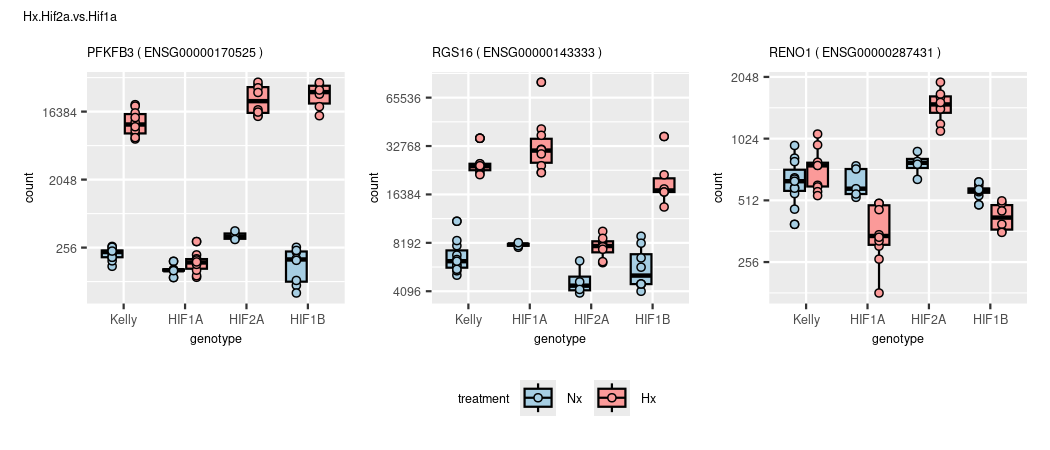 Hx.Hif2a.vs.Hif1a
PFKFB3 ( ENSG00000170525 )
count
16384
2048
256
Kelly HIF1A HIF2A HIF1B
genotype
RGS16 ( ENSG00000143333 )
count
65536
32768
16384
8192
4096
Kelly HIF1A HIF2A HIF1B
genotype
RENO1 ( ENSG00000287431 )
count
2048
1024
512
256
Kelly HIF1A HIF2A HIF1B
genotype
treatment Nx Hx